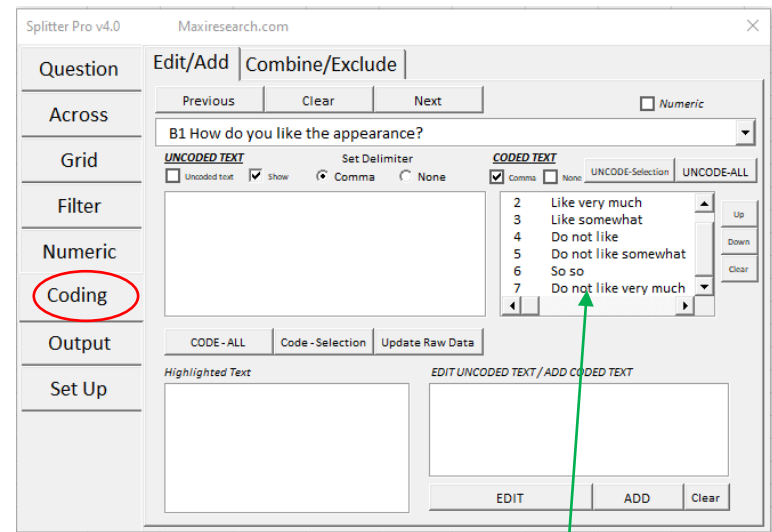 Splitter Pro v4.0 Maxiresearch.com
Question
Across
Grid
Filter
Numeric
Coding
Output
Set Up
Edit/Add Combine/Exclude
Previous Clear Next Numeric
B1 How do you like the appearance?
UNCODED TEXT Set Delimiter CODED TEXT
Uncoded text Show Comma None Comma None UNCODE-Selection UNCODE-ALL
2 Like very much
3 Like somewhat
4 Do not like
5 Do not like somewhat
6 So so
7 Do not like very much
Up
Down
Clear
CODE - ALL Code - Selection Update Raw Data
Highlighted Text EDIT UNCODED TEXT / ADD CODED TEXT
EDIT ADD Clear